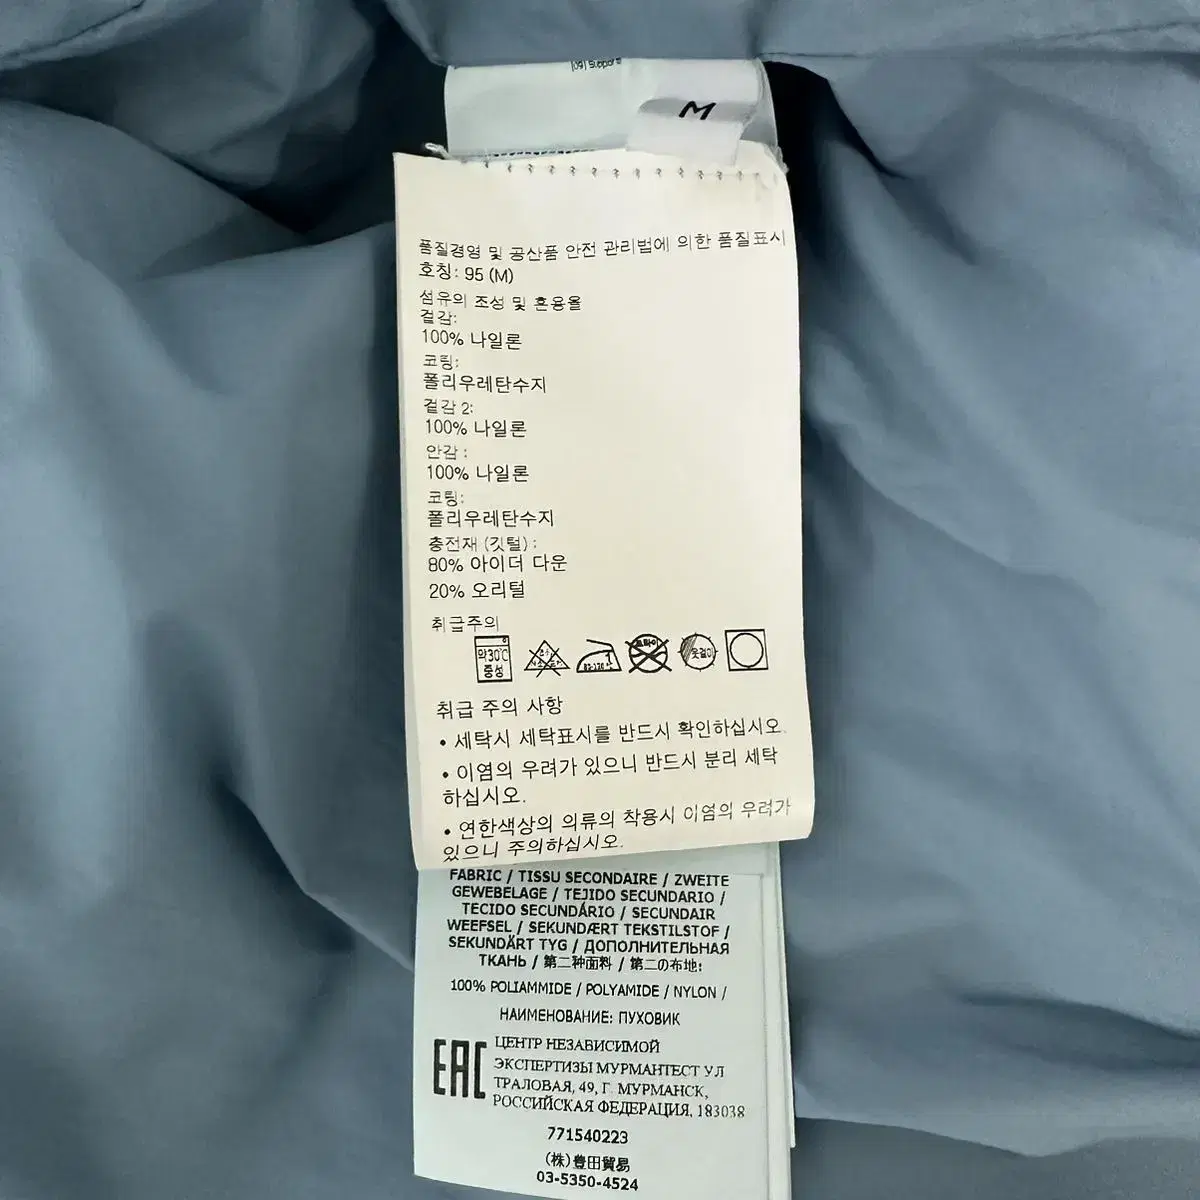 M
품질경영 및 공산품 안전 관리법에 의한 품질표시
호칭: 95 (M)
섬유의 조성 및 혼용율
겉감:
100% 나일론
코팅:
폴리우레탄수지
겉감 2:
100% 나일론
안감 :
100% 나일론
코팅:
폴리우레탄수지
충전재 (깃털) :
80% 아이더 다운
20% 오리털
취급주의
약30℃
중성
80-120℃
드라이
옷걸이
취급 주의 사항
• 세탁시 세탁표시를 반드시 확인하십시오.
• 이염의 우려가 있으니 반드시 분리 세탁
하십시오.
• 연한색상의 의류의 착용시 이염의 우려가
있으니 주의하십시오.
FABRIC / TISSU SECONDAIRE / ZWEITE
GEWEBELAGE / TEJIDO SECUNDARIO /
TECIDO SECUNDÁRIO / SECUNDAIR
WEEFSEL / SEKUNDÆRT TEKSTILSTOF /
SEKUNDÄRT TYG / ДОПОЛНИТЕЛЬНАЯ
ТКАНЬ / 第二种面料 / 第二の布地:
100% POLIAMMIDE / POLYAMIDE / NYLON /
НАИМЕНОВАНИЕ: ПУХОВИК
EAC
ЦЕНТР НЕЗАВИСИМОЙ
ЭКСПЕРТИЗЫ МУРМАНТЕСТ УЛ
ТРАЛОВАЯ, 49, Г. МУРМАНСК,
РОССИЙСКАЯ ФЕДЕРАЦИЯ, 183038
771540223
(株)豊田貿易
03-5350-4524